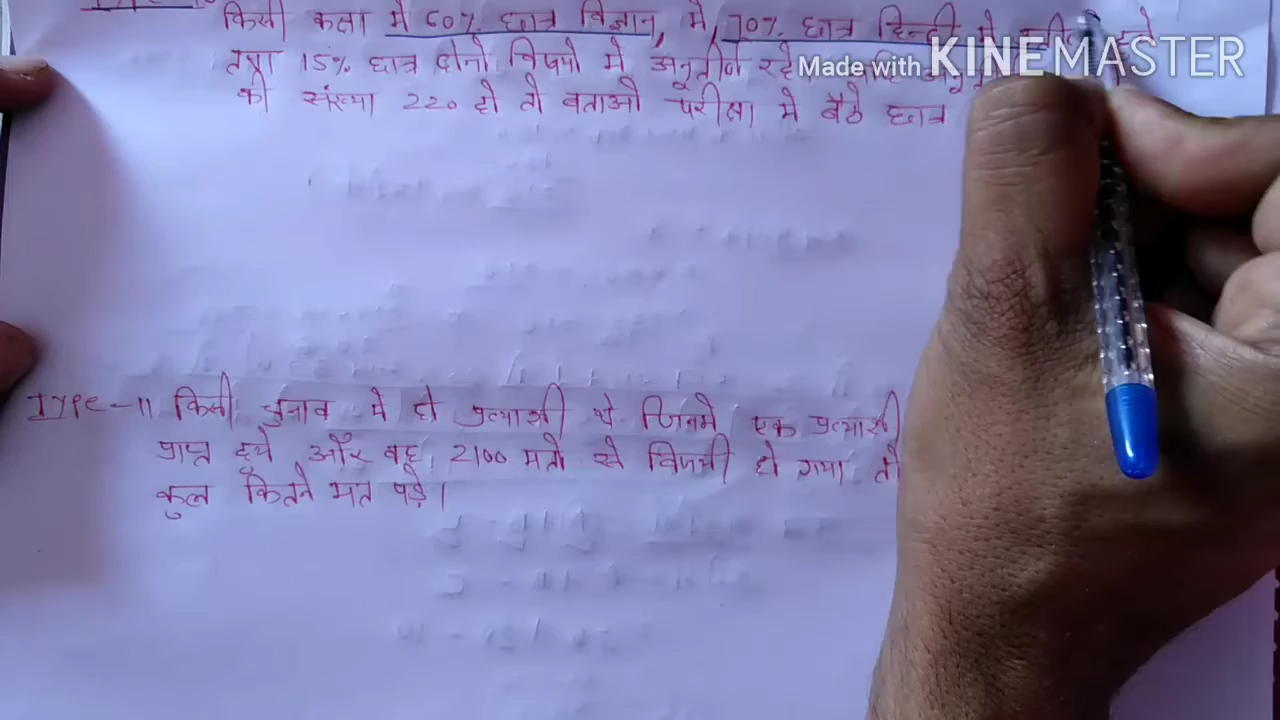 किसी कक्षा में 60% छात्र विज्ञान, में, 70% छात्र हिन्दी में
तथा 15% छात्र दोनो विषयो में अनुतीर्ण रहे
Made with KINEMASTER
की संख्या 220 हो तो बताओ परीक्षा में बैठे छात्र
Type-11 किसी चुनाव में दो प्रत्याशी थे जिनमें एक प्रत्याशी
प्राप्त हुये और वह 2100 मतो से विजयी हो गया तो
कुल कितने मत पड़े।